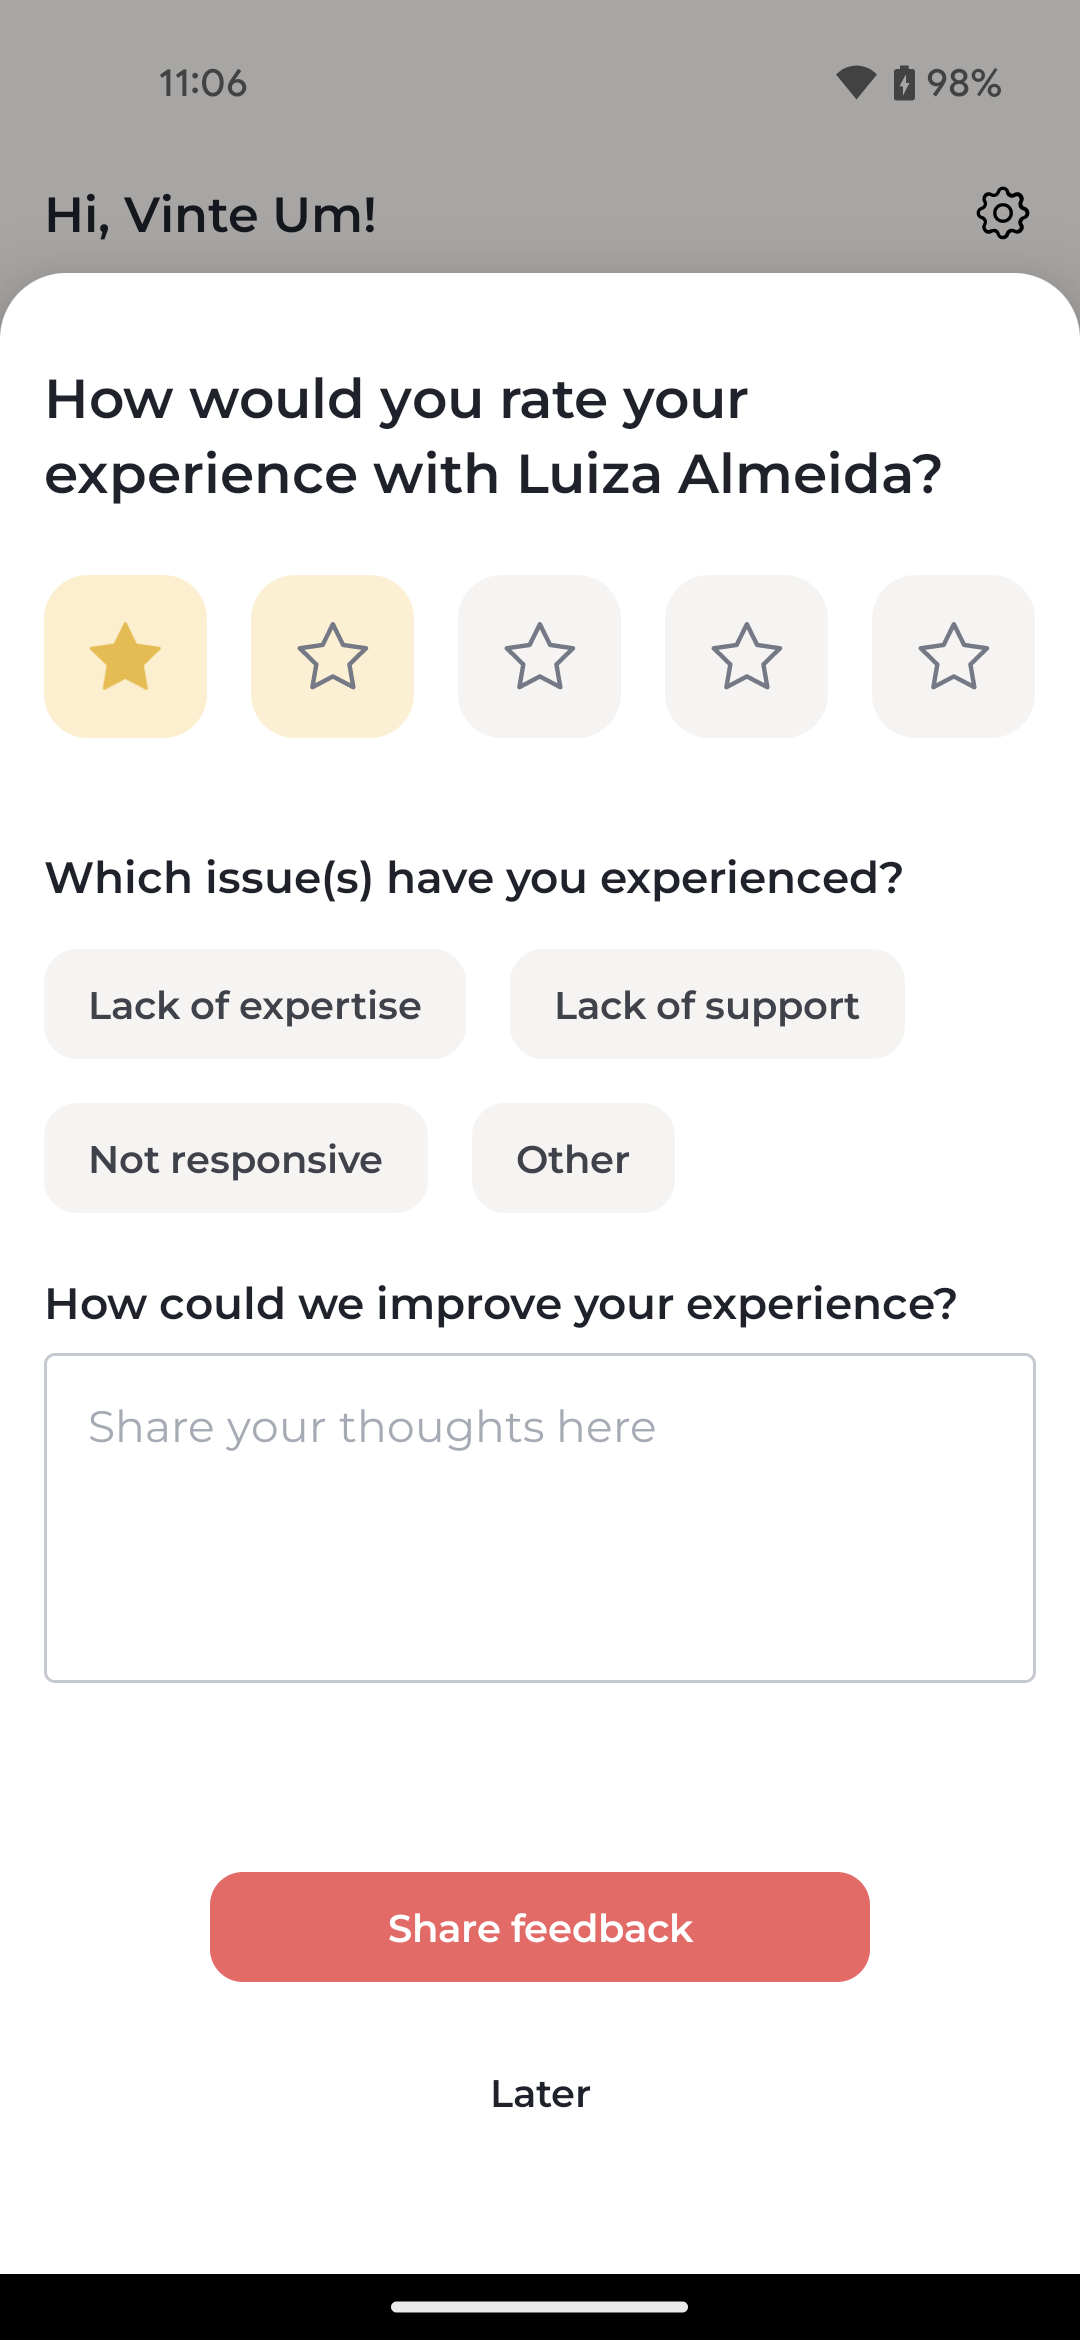 11:06
98%
Hi, Vinte Um!
How would you rate your
experience with Luiza Almeida?
Which issue(s) have you experienced?
Lack of expertise
Lack of support
Not responsive
Other
How could we improve your experience?
Share your thoughts here
Share feedback
Later